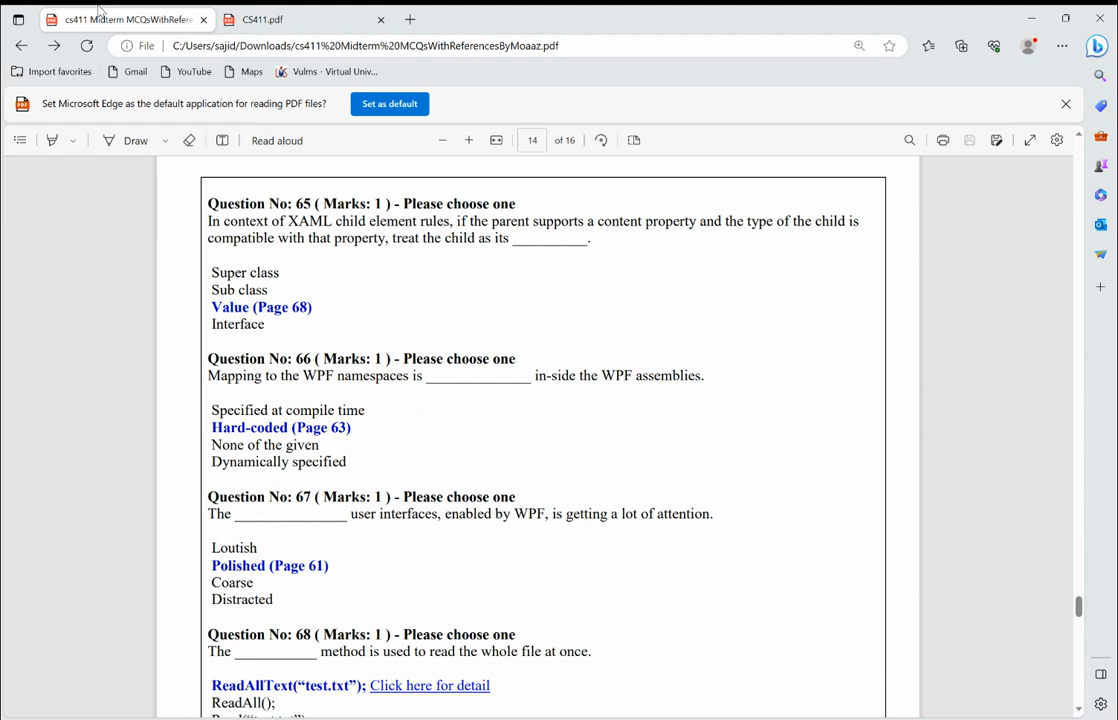 cs411 Midterm MCQsWithRefere
CS411.pdf
File
C:/Users/sajid/Downloads/cs411%20Midterm%20MCQsWithReferencesByMoaaz.pdf
Import favorites
Gmail
YouTube
Maps
Vulms - Virtual Univ...
Set Microsoft Edge as the default application for reading PDF files?
Set as default
Draw
Read aloud
14
of 16
Question No: 65 ( Marks: 1 ) - Please choose one
In context of XAML child element rules, if the parent supports a content property and the type of the child is
compatible with that property, treat the child as its __________.
Super class
Sub class
Value (Page 68)
Interface
Question No: 66 ( Marks: 1 ) - Please choose one
Mapping to the WPF namespaces is ______________ in-side the WPF assemblies.
Specified at compile time
Hard-coded (Page 63)
None of the given
Dynamically specified
Question No: 67 ( Marks: 1 ) - Please choose one
The _______________ user interfaces, enabled by WPF, is getting a lot of attention.
Loutish
Polished (Page 61)
Coarse
Distracted
Question No: 68 ( Marks: 1 ) - Please choose one
The ___________ method is used to read the whole file at once.
ReadAllText(“test.txt”); Click here for detail
ReadAll();